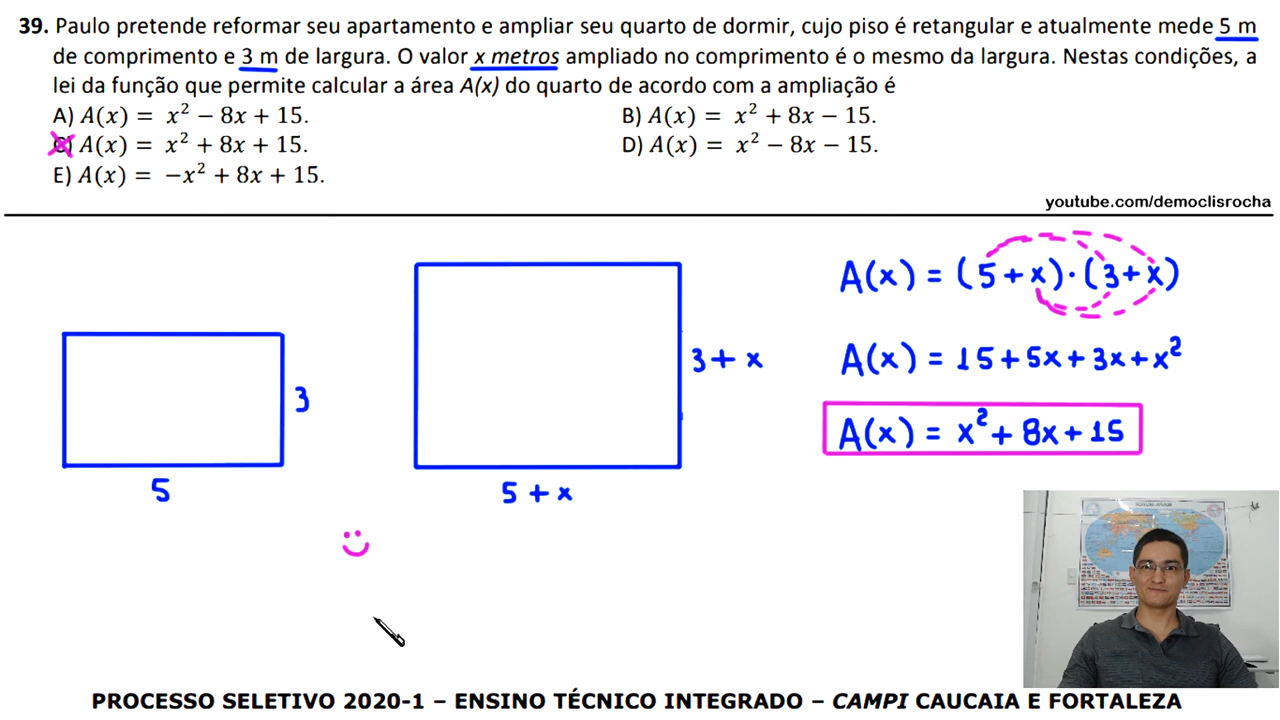 39. Paulo pretende reformar seu apartamento e ampliar seu quarto de dormir, cujo piso é retangular e atualmente mede 5 m
de comprimento e 3 m de largura. O valor x metros ampliado no comprimento é o mesmo da largura. Nestas condições, a
lei da função que permite calcular a área A(x) do quarto de acordo com a ampliação é
A) A(x) = x² − 8x + 15.
B) A(x) = x² + 8x − 15.
C) A(x) = x² + 8x + 15.
D) A(x) = x² − 8x − 15.
E) A(x) = −x² + 8x + 15.
youtube.com/democlisrocha
3
5
3 + x
5 + x
A(x) = (5 + x) · (3 + x)
A(x) = 15 + 5x + 3x + x²
A(x) = x² + 8x + 15
PROCESSO SELETIVO 2020-1 – ENSINO TÉCNICO INTEGRADO – CAMPI CAUCAIA E FORTALEZA